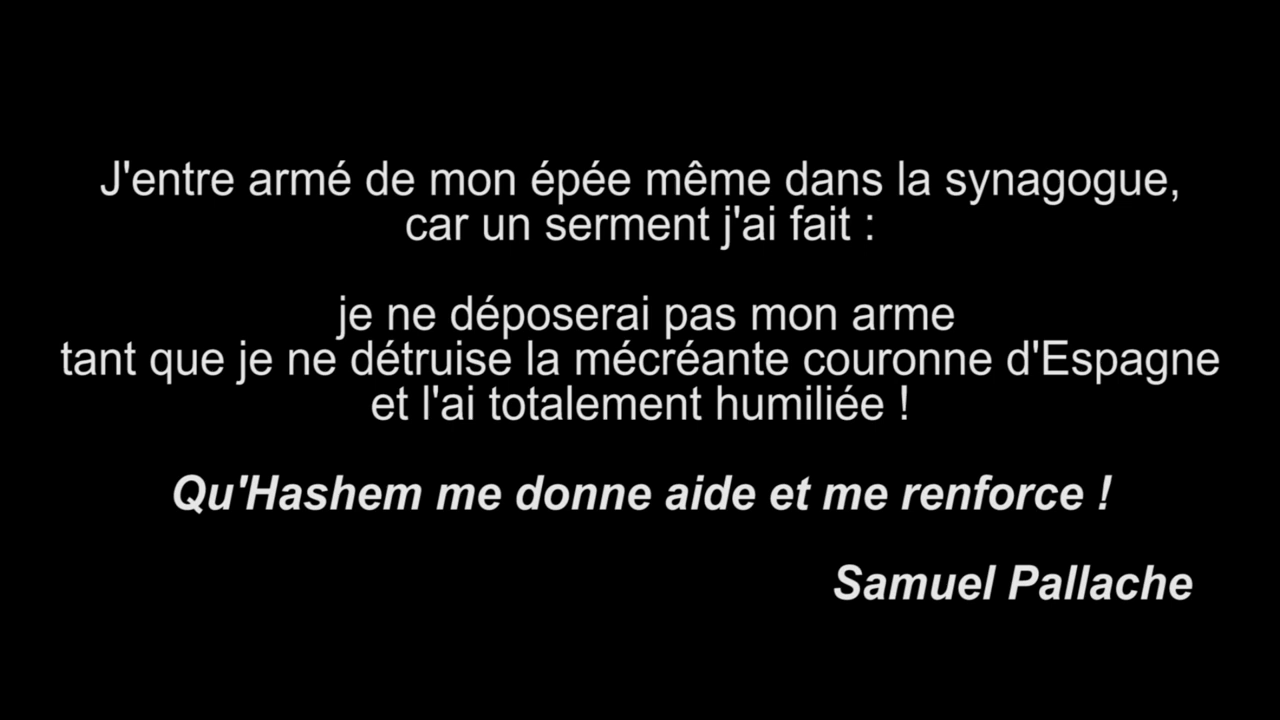 J'entre armé de mon épée même dans la synagogue,
car un serment j'ai fait :
je ne déposerai pas mon arme
tant que je ne détruise la mécréante couronne d'Espagne
et l'ai totalement humiliée !
Qu'Hashem me donne aide et me renforce !
Samuel Pallache